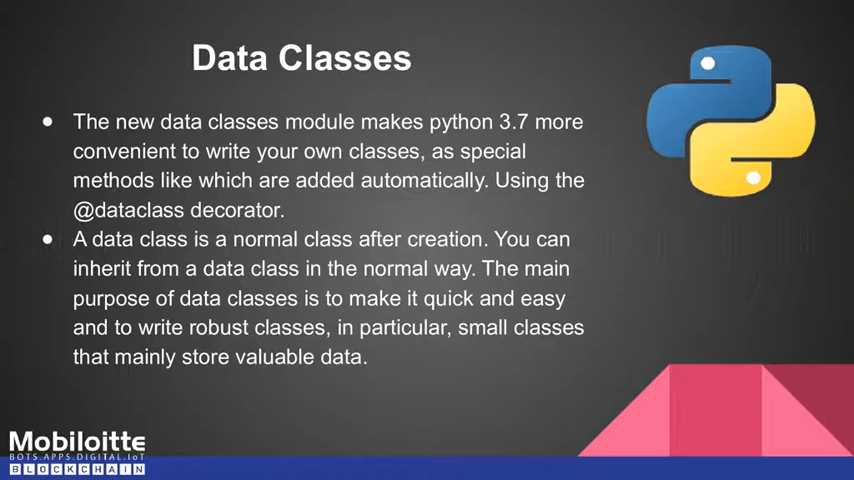 Data Classes
● The new data classes module makes python 3.7 more
convenient to write your own classes, as special
methods like which are added automatically. Using the
@dataclass decorator.
● A data class is a normal class after creation. You can
inherit from a data class in the normal way. The main
purpose of data classes is to make it quick and easy
and to write robust classes, in particular, small classes
that mainly store valuable data.
Mobiloitte
BOTS.APPS.DIGITAL.IoT
BLOCKCHAIN